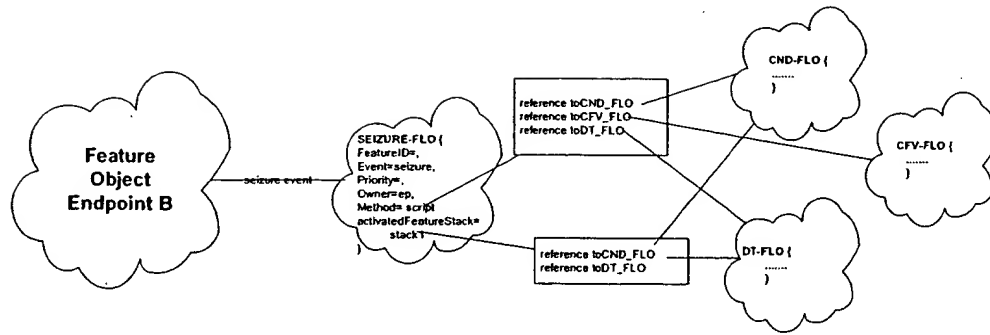 Feature
Object
Endpoint B
seizure event
SEIZURE-FLO {
FeatureID=,
Event=seizure,
Priority=,
Owner=ep,
Method= script
activatedFeatureStack=
stack1
}
reference toCND_FLO
reference toCFV_FLO
reference toDT_FLO
reference toCND_FLO
reference toDT_FLO
CND-FLO {
.......
}
CFV-FLO {
.......
}
DT-FLO {
.......
}